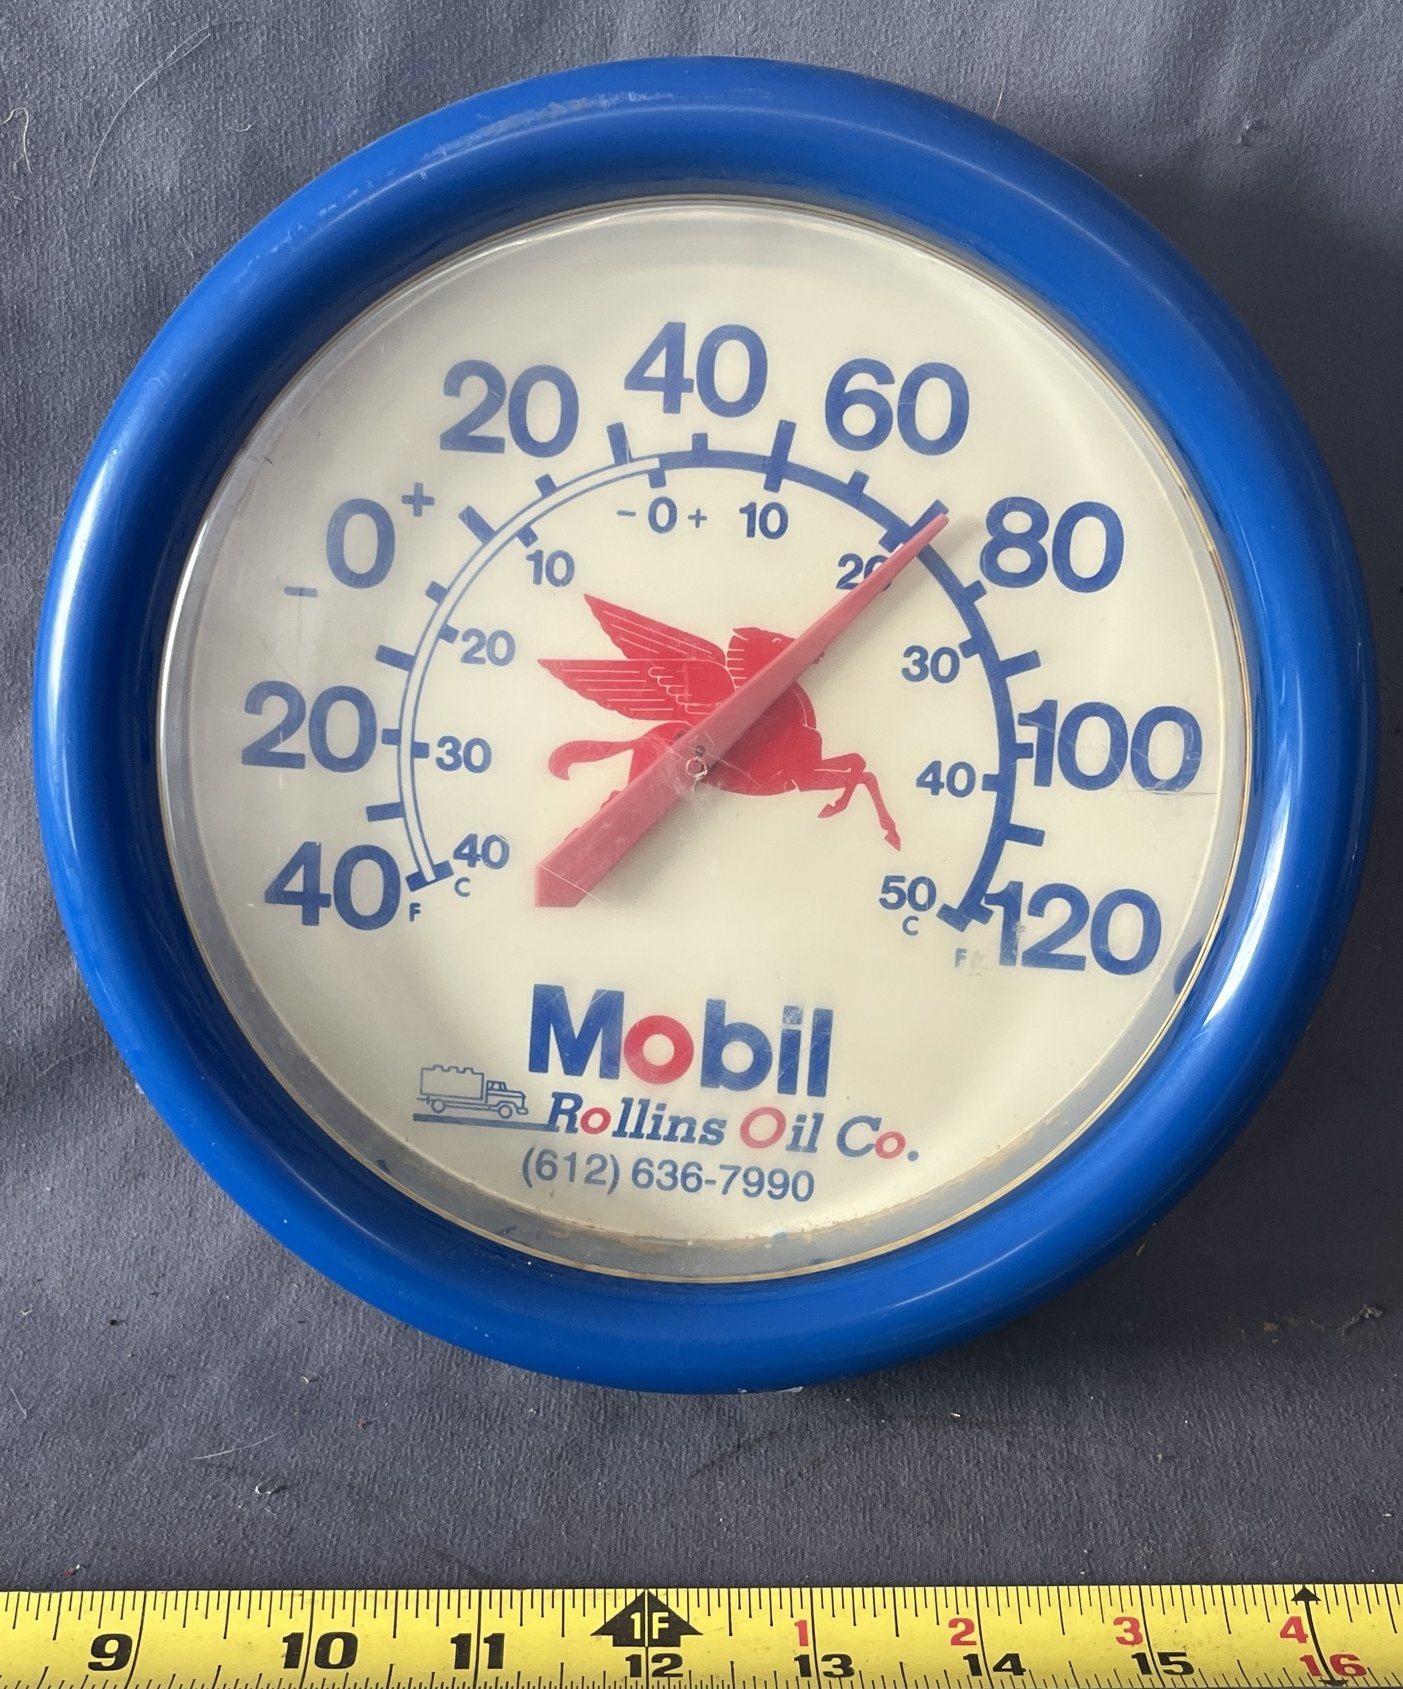 40
20 60
-0+ 80
- 0 + 10
10 20
20 30
20 30 40 100
40 F 40 C 50 C F 120
Mobil
Rollins Oil Co.
(612) 636-7990
1F 1 2 3 4
9 10 11 12 13 14 15 16